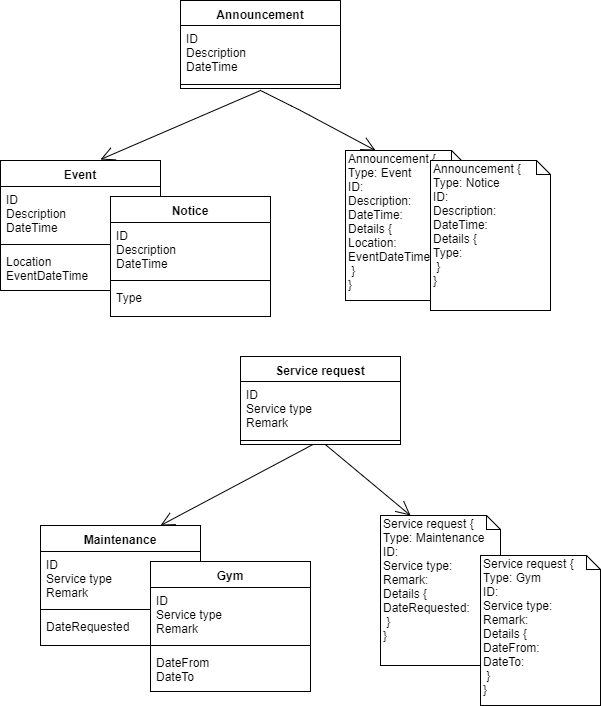 Announcement
ID
Description
DateTime
Event
ID
Description
DateTime
Location
EventDateTime
Notice
ID
Description
DateTime
Type
Announcement {
Type: Event
ID:
Description:
DateTime:
Details {
Location:
EventDateTime
}
}
Announcement {
Type: Notice
ID:
Description:
DateTime:
Details {
Type:
}
}
Service request
ID
Service type
Remark
Maintenance
ID
Service type
Remark
DateRequested
Gym
ID
Service type
Remark
DateFrom
DateTo
Service request {
Type: Maintenance
ID:
Service type:
Remark:
Details {
DateRequested:
}
}
Service request {
Type: Gym
ID:
Service type:
Remark:
Details {
DateFrom:
DateTo:
}
}